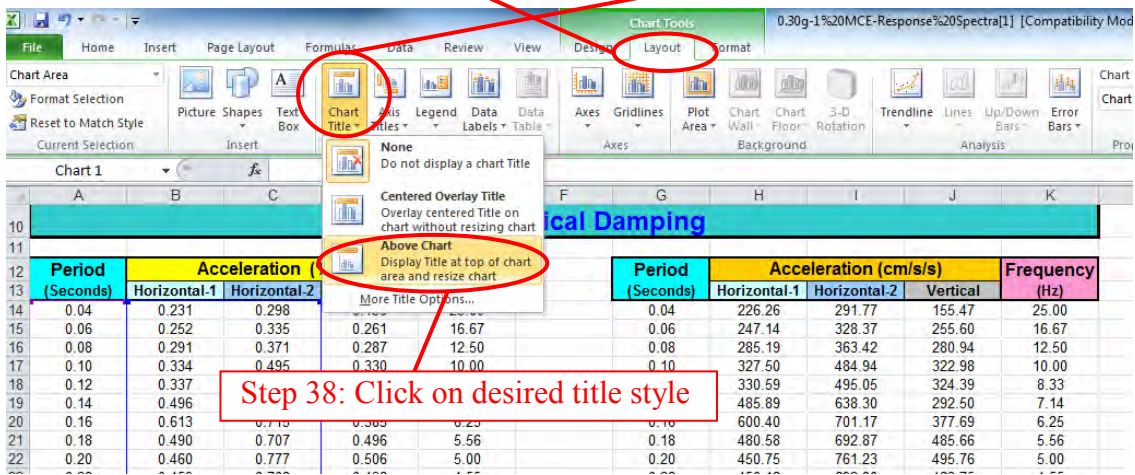 Chart Tools 0.30g-1%20MCE-Response%20Spectra[1] [Compatibility Mod
File Home Insert Page Layout Formulas Data Review View Design Layout Format
Chart Area
Format Selection
Reset to Match Style
Current Selection
Picture Shapes Text Box
Insert
Chart Title Axis Titles Legend Data Labels Data Table
Axes Gridlines
Axes
Plot Area Chart Wall Chart Floor 3-D Rotation
Background
Trendline Lines Up/Down Bars Error Bars
Analysis
Chart
Chart
Pro
None
Do not display a chart Title
Centered Overlay Title
Overlay centered Title on
chart without resizing chart
Above Chart
Display Title at top of chart
area and resize chart
More Title Options...
Chart 1 fx
A B C F G H I J K
10 ical Damping
11
12 Period Acceleration ( Period Acceleration (cm/s/s) Frequency
13 (Seconds) Horizontal-1 Horizontal-2 (Seconds) Horizontal-1 Horizontal-2 Vertical (Hz)
14 0.04 0.231 0.298 0.04 226.26 291.77 155.47 25.00
15 0.06 0.252 0.335 0.261 16.67 0.06 247.14 328.37 255.60 16.67
16 0.08 0.291 0.371 0.287 12.50 0.08 285.19 363.42 280.94 12.50
17 0.10 0.334 0.495 0.330 10.00 0.10 327.50 484.94 322.98 10.00
18 0.12 0.337 330.59 495.05 324.39 8.33
19 0.14 0.496 485.89 638.30 292.50 7.14
20 0.16 0.613 600.40 701.17 377.69 6.25
21 0.18 0.490 0.707 0.496 5.56 0.18 480.58 692.87 485.66 5.56
22 0.20 0.460 0.777 0.506 5.00 0.20 450.75 761.23 495.76 5.00
Step 38: Click on desired title style